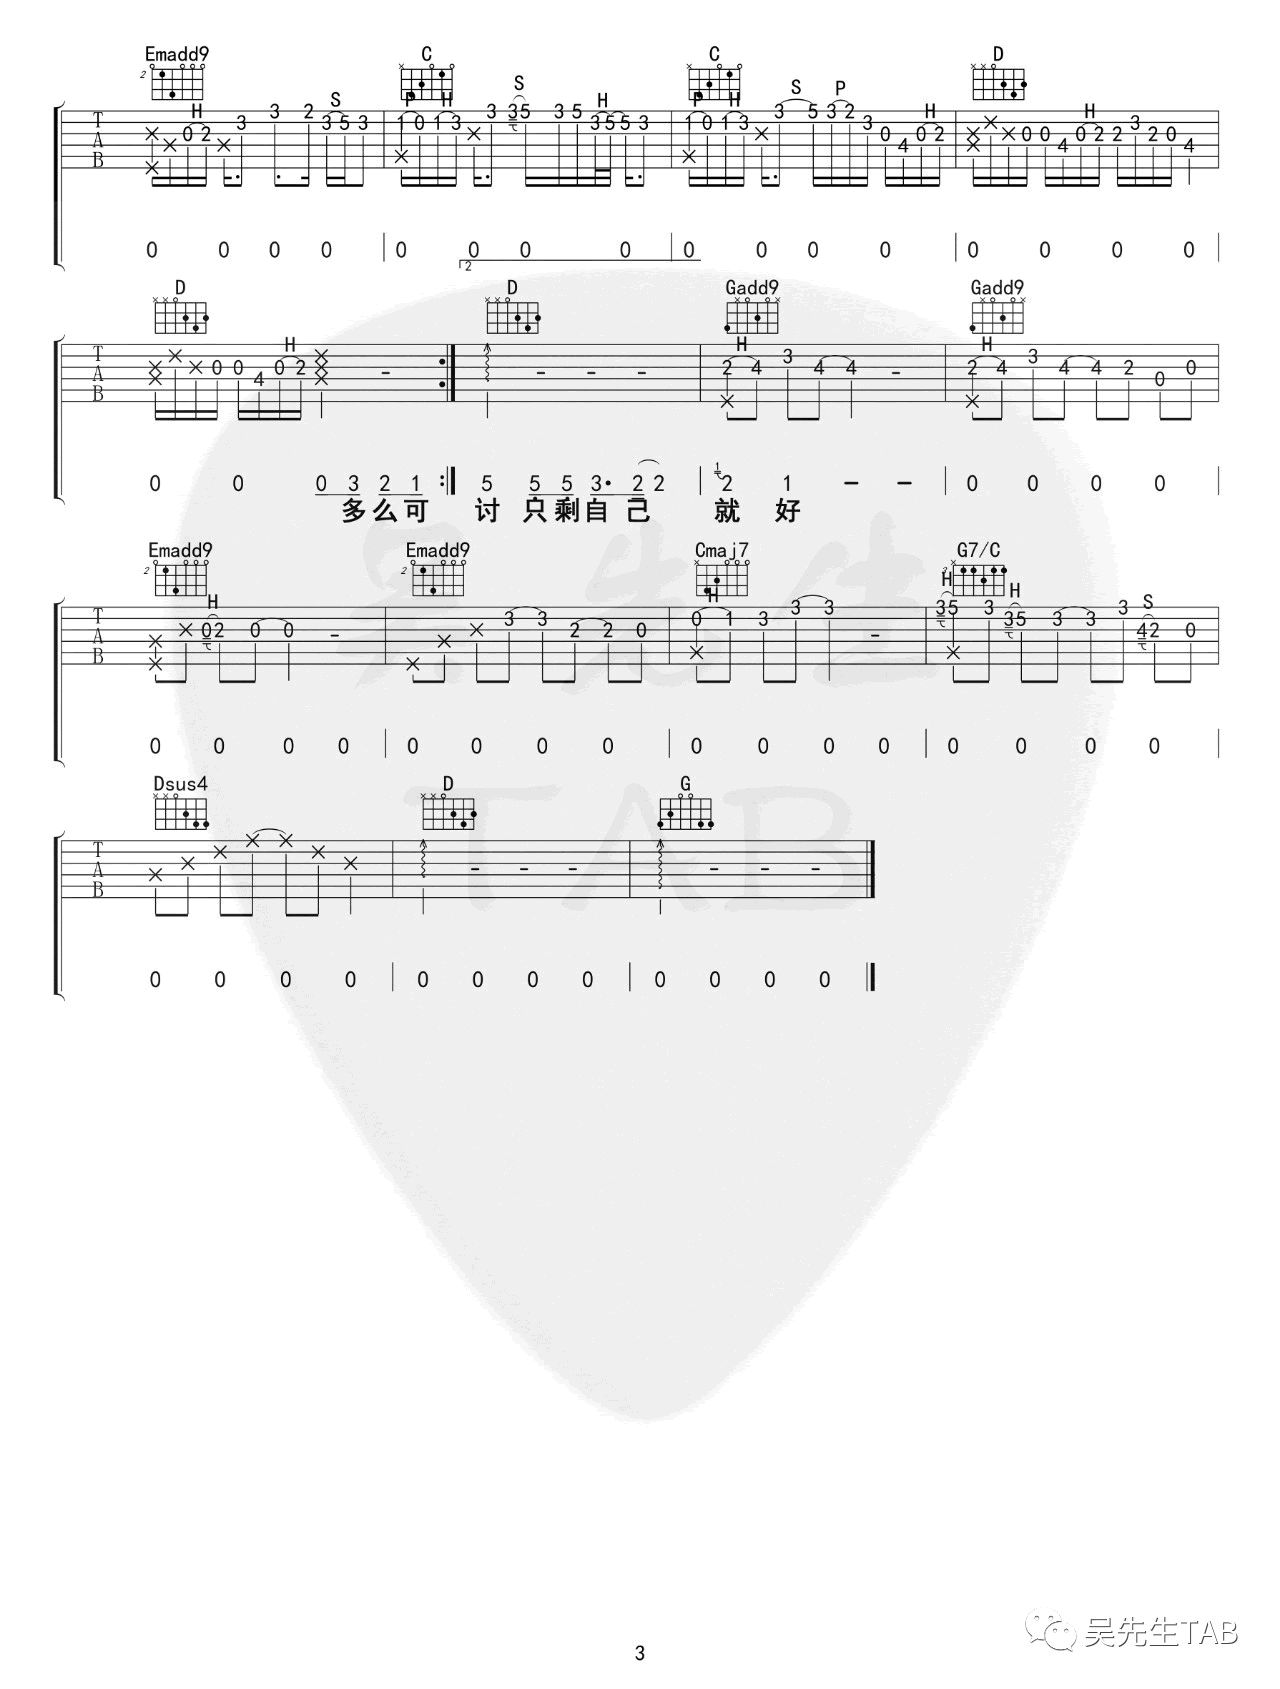 Emadd9 C C D
H S P H S H P H S P H H
T A B X X 0 2 X 3 3 2 3 5 3 1 0 1 3 X 3 3 5 3 5 3 5 5 3 1 0 1 3 X 3 5 3 2 3 0 4 0 2 X X X 0 0 4 0 2 2 3 2 0 4
0 0 0 0 0 0 0 0 0 0 0 0 0 0 0 0
2
D D Gadd9 Gadd9
H H H
T A B X X X 0 0 4 0 2 X - - - - 2 4 3 4 4 - 2 4 3 4 4 2 0 0
0 0 0 3 2 1 5 5 5 3· 2 2 1 2 1 - - 0 0 0 0
多么可 讨 只剩自己 就 好
Emadd9 Emadd9 Cmaj7 G7/C
H H H H S
T A B X X 0 2 0 0 - X X X 3 3 2 2 0 0 1 3 3 3 - 3 5 3 3 5 3 3 3 4 2 0
0 0 0 0 0 0 0 0 0 0 0 0 0 0 0 0
Dsus4 D G
T A B X X X X X X X - - - - - -
0 0 0 0 0 0 0 0 0 0 0 0
吴先生
TAB
吴先生TAB
3